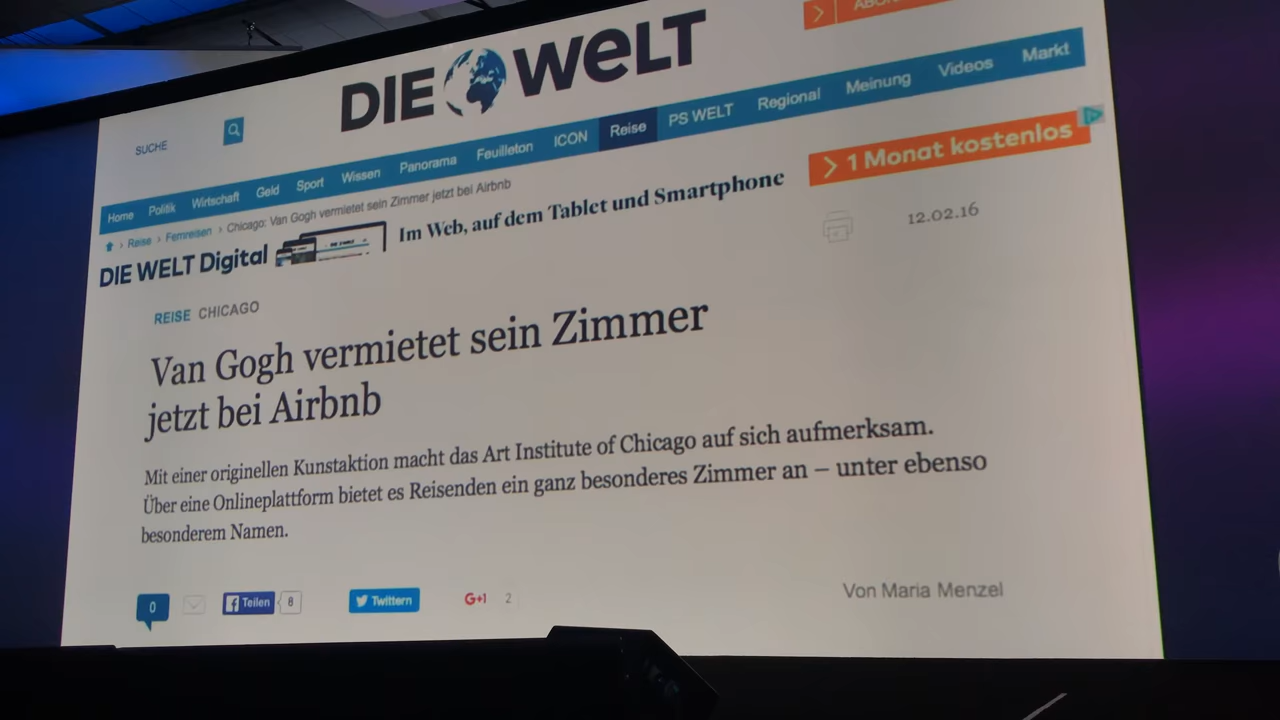 DIE WELT
SUCHE
Home Politik Wirtschaft Geld Sport Wissen Panorama Feuilleton ICON Reise PS WELT Regional Meinung Videos Markt
› Reise › Fernreisen › Chicago: Van Gogh vermietet sein Zimmer jetzt bei Airbnb
DIE WELT Digital Im Web, auf dem Tablet und Smartphone
> 1 Monat kostenlos
12.02.16
REISE CHICAGO
Van Gogh vermietet sein Zimmer
jetzt bei Airbnb
Mit einer originellen Kunstaktion macht das Art Institute of Chicago auf sich aufmerksam.
Über eine Onlineplattform bietet es Reisenden ein ganz besonderes Zimmer an – unter ebenso
besonderem Namen.
0 Teilen 8 Twittern G+1 2
Von Maria Menzel